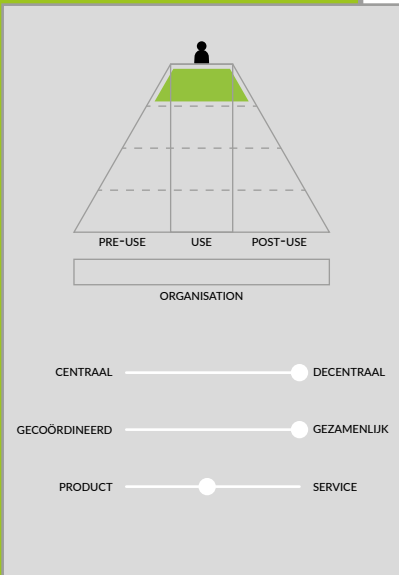 PRE-USE USE POST-USE
ORGANISATION
CENTRAAL DECENTRAAL
GECOÖRDINEERD GEZAMENLIJK
PRODUCT SERVICE